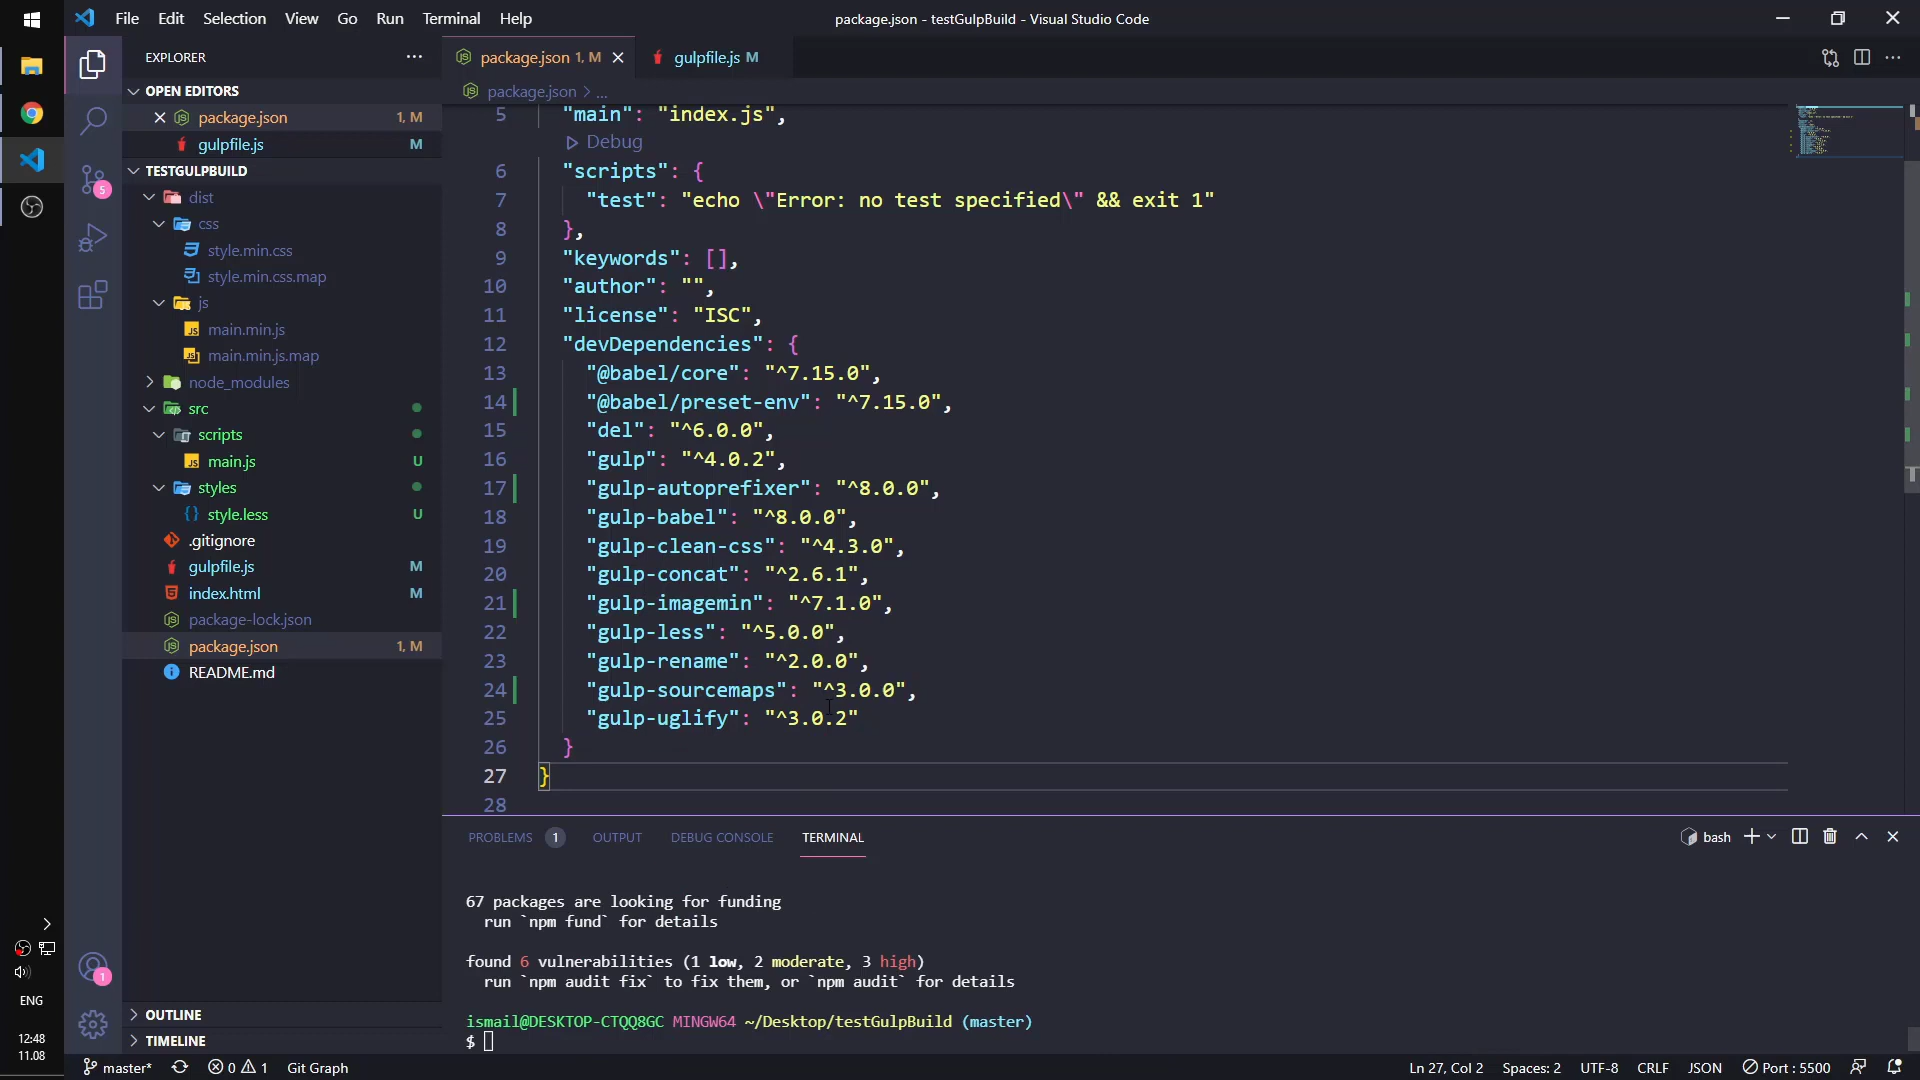 File Edit Selection View Go Run Terminal Help
package.json - testGulpBuild - Visual Studio Code
EXPLORER
OPEN EDITORS
package.json 1, M
gulpfile.js M
TESTGULPBUILD
dist
css
style.min.css
style.min.css.map
js
main.min.js
main.min.js.map
node_modules
src
scripts
main.js U
styles
style.less U
.gitignore
gulpfile.js M
index.html M
package-lock.json
package.json 1, M
README.md
OUTLINE
TIMELINE
5
1
package.json 1, M
gulpfile.js M
package.json > ...
5 "main": "index.js",
Debug
6 "scripts": {
7 "test": "echo \"Error: no test specified\" && exit 1"
8 },
9 "keywords": [],
10 "author": "",
11 "license": "ISC",
12 "devDependencies": {
13 "@babel/core": "^7.15.0",
14 "@babel/preset-env": "^7.15.0",
15 "del": "^6.0.0",
16 "gulp": "^4.0.2",
17 "gulp-autoprefixer": "^8.0.0",
18 "gulp-babel": "^8.0.0",
19 "gulp-clean-css": "^4.3.0",
20 "gulp-concat": "^2.6.1",
21 "gulp-imagemin": "^7.1.0",
22 "gulp-less": "^5.0.0",
23 "gulp-rename": "^2.0.0",
24 "gulp-sourcemaps": "^3.0.0",
25 "gulp-uglify": "^3.0.2"
26 }
27 }
28
PROBLEMS 1 OUTPUT DEBUG CONSOLE TERMINAL
bash
67 packages are looking for funding
run `npm fund` for details
found 6 vulnerabilities (1 low, 2 moderate, 3 high)
run `npm audit fix` to fix them, or `npm audit` for details
ismail@DESKTOP-CTQQ8GC MINGW64 ~/Desktop/testGulpBuild (master)
$
ENG
12:48
11.08
master* 0 1 Git Graph
Ln 27, Col 2 Spaces: 2 UTF-8 CRLF JSON Port : 5500